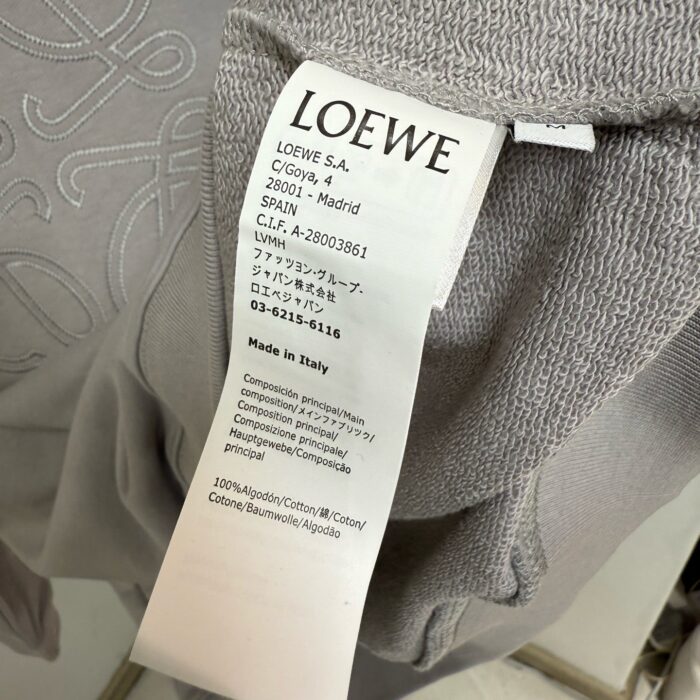 LOEWE
M
LOEWE S.A.
C/Goya, 4
28001 - Madrid
SPAIN
C.I.F. A-28003861
LVMH
ファッツョン·グループ·
ジャパン株式会社
ロエベジャパン
03-6215-6116
Made in Italy
Composición principal/Main
composition/メインファブリック/
Composition principal/
Composizione principale/
Hauptgewebe/Composição
principal
100%Algodón/Cotton/綿/Coton/
Cotone/Baumwolle/Algodão